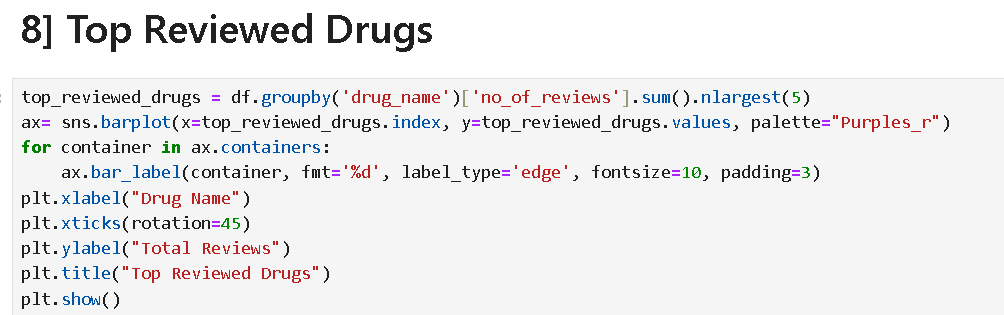 8] Top Reviewed Drugs
top_reviewed_drugs = df.groupby('drug_name')['no_of_reviews'].sum().nlargest(5)
ax= sns.barplot(x=top_reviewed_drugs.index, y=top_reviewed_drugs.values, palette="Purples_r")
for container in ax.containers:
    ax.bar_label(container, fmt='%d', label_type='edge', fontsize=10, padding=3)
plt.xlabel("Drug Name")
plt.xticks(rotation=45)
plt.ylabel("Total Reviews")
plt.title("Top Reviewed Drugs")
plt.show()